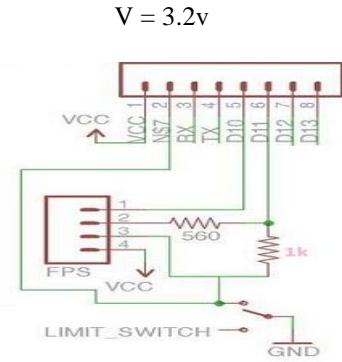 V = 3.2v
VCC 1
NS7 2
RX 3
TX 4
D10 5
D11 6
D12 7
D13 8
VCC
1
2
3
4
560
1k
FPS
VCC
LIMIT_SWITCH
GND